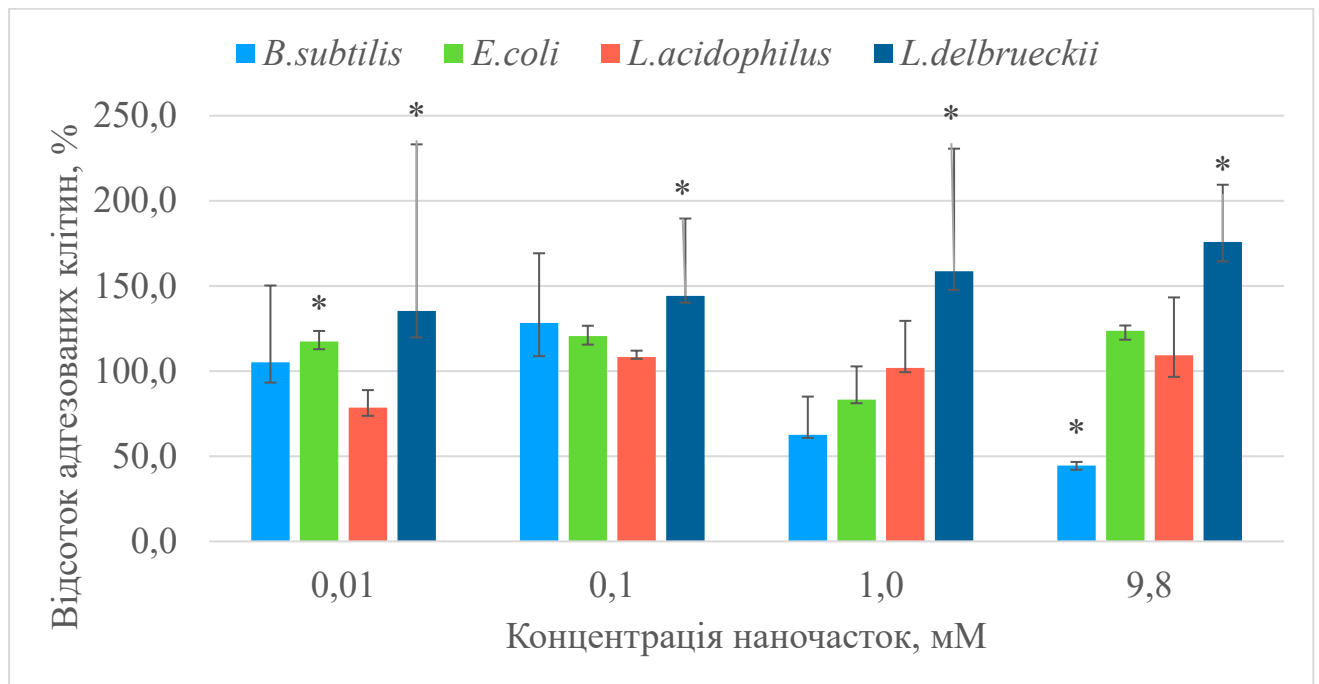 B.subtilis E.coli L.acidophilus L.delbrueckii
Відсоток адгезованих клітин, %
250,0
200,0
150,0
100,0
50,0
0,0
* * * * * *
0,01 0,1 1,0 9,8
Концентрація наночасток, мМ